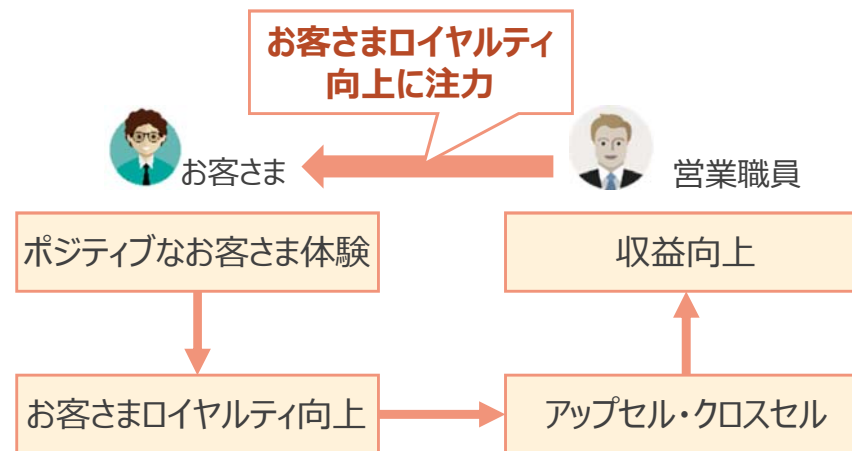 お客さまロイヤルティ
向上に注力
お客さま
営業職員
ポジティブなお客さま体験
収益向上
お客さまロイヤルティ向上
アップセル・クロスセル